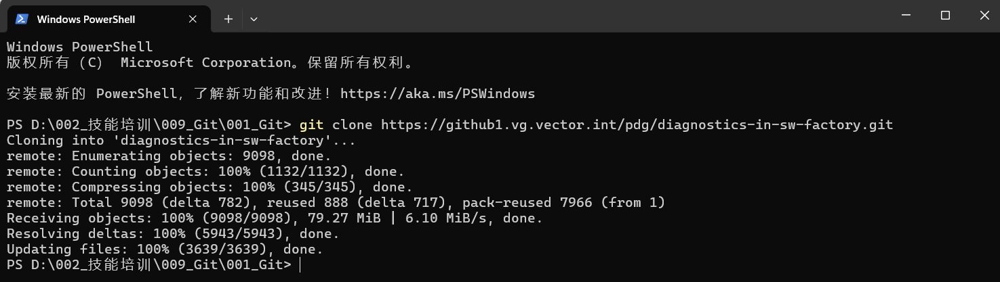 Windows PowerShell
Windows PowerShell
版权所有（C） Microsoft Corporation。保留所有权利。
安装最新的 PowerShell，了解新功能和改进！https://aka.ms/PSWindows
PS D:\002_技能培训\009_Git\001_Git> git clone https://github1.vg.vector.int/pdg/diagnostics-in-sw-factory.git
Cloning into 'diagnostics-in-sw-factory'...
remote: Enumerating objects: 9098, done.
remote: Counting objects: 100% (1132/1132), done.
remote: Compressing objects: 100% (345/345), done.
remote: Total 9098 (delta 782), reused 888 (delta 717), pack-reused 7966 (from 1)
Receiving objects: 100% (9098/9098), 79.27 MiB | 6.10 MiB/s, done.
Resolving deltas: 100% (5943/5943), done.
Updating files: 100% (3639/3639), done.
PS D:\002_技能培训\009_Git\001_Git>